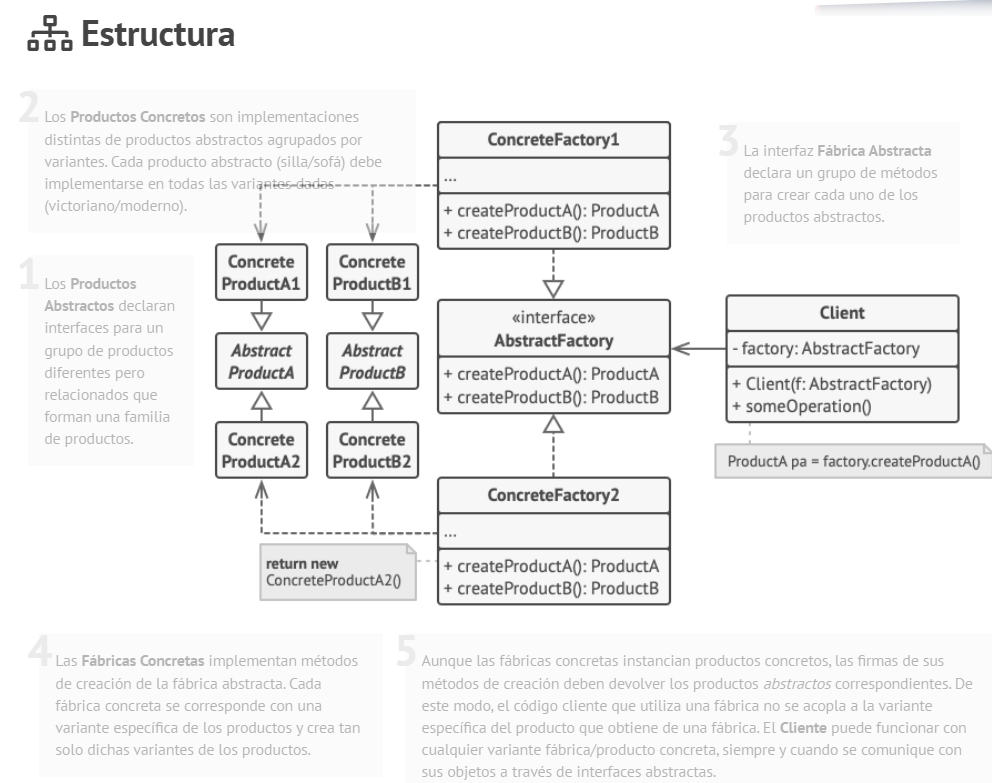 Estructura
2
Los Productos Concretos son implementaciones
distintas de productos abstractos agrupados por
variantes. Cada producto abstracto (silla/sofá) debe
implementarse en todas las variantes dadas
(victoriano/moderno).
ConcreteFactory1
...
+ createProductA(): ProductA
+ createProductB(): ProductB
3
La interfaz Fábrica Abstracta
declara un grupo de métodos
para crear cada uno de los
productos abstractos.
1
Los Productos
Abstractos declaran
interfaces para un
grupo de productos
diferentes pero
relacionados que
forman una familia
de productos.
Concrete
ProductA1
Concrete
ProductB1
Abstract
ProductA
Abstract
ProductB
Concrete
ProductA2
Concrete
ProductB2
«interface»
AbstractFactory
+ createProductA(): ProductA
+ createProductB(): ProductB
Client
- factory: AbstractFactory
+ Client(f: AbstractFactory)
+ someOperation()
ProductA pa = factory.createProductA()
ConcreteFactory2
...
+ createProductA(): ProductA
+ createProductB(): ProductB
return new
ConcreteProductA2()
4
Las Fábricas Concretas implementan métodos
de creación de la fábrica abstracta. Cada
fábrica concreta se corresponde con una
variante específica de los productos y crea tan
solo dichas variantes de los productos.
5
Aunque las fábricas concretas instancian productos concretos, las firmas de sus
métodos de creación deben devolver los productos abstractos correspondientes. De
este modo, el código cliente que utiliza una fábrica no se acopla a la variante
específica del producto que obtiene de una fábrica. El Cliente puede funcionar con
cualquier variante fábrica/producto concreta, siempre y cuando se comunique con
sus objetos a través de interfaces abstractas.